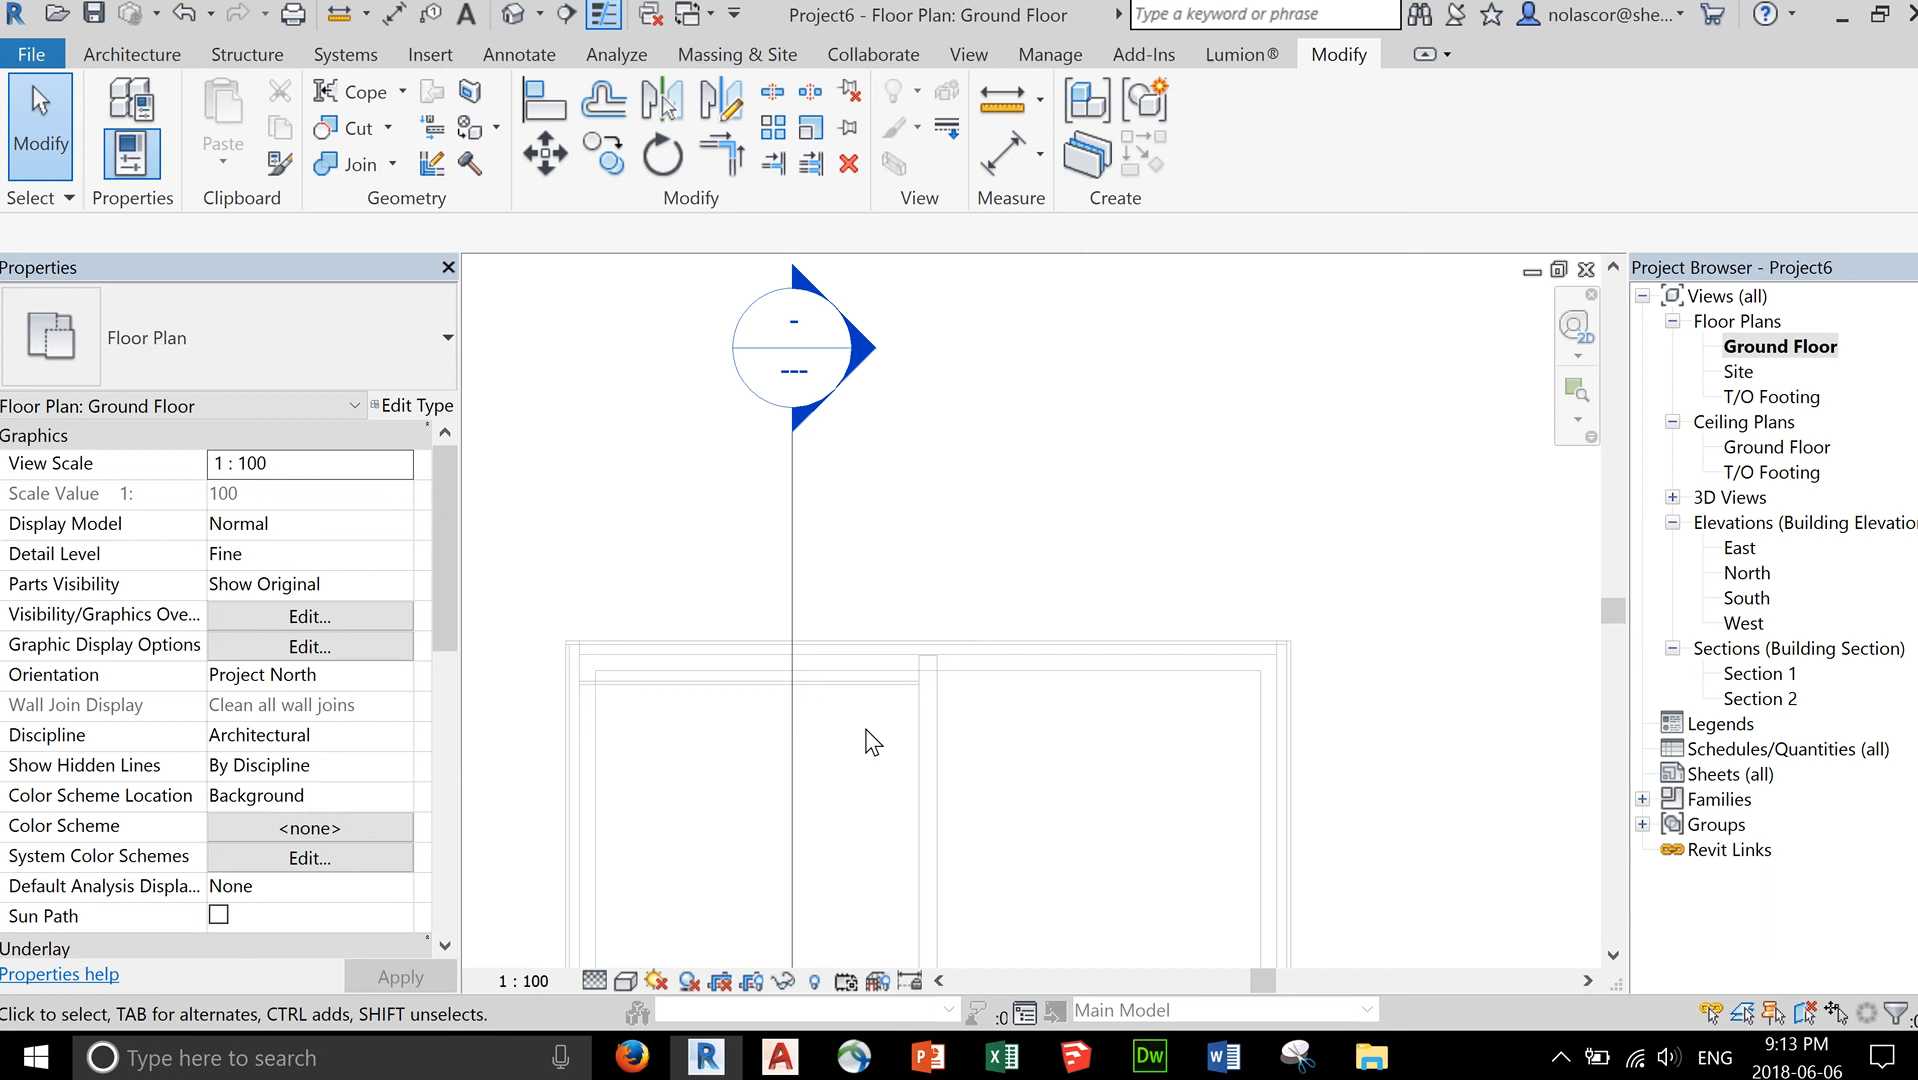 Project6 - Floor Plan: Ground Floor
Type a keyword or phrase
nolascor@she...
File Architecture Structure Systems Insert Annotate Analyze Massing & Site Collaborate View Manage Add-Ins Lumion® Modify
Modify
Paste
Cope
Cut
Join
Select Properties Clipboard Geometry Modify View Measure Create
Properties
Floor Plan
Floor Plan: Ground Floor Edit Type
Graphics
View Scale 1 : 100
Scale Value 1: 100
Display Model Normal
Detail Level Fine
Parts Visibility Show Original
Visibility/Graphics Ove... Edit...
Graphic Display Options Edit...
Orientation Project North
Wall Join Display Clean all wall joins
Discipline Architectural
Show Hidden Lines By Discipline
Color Scheme Location Background
Color Scheme <none>
System Color Schemes Edit...
Default Analysis Displa... None
Sun Path
Underlay
Properties help Apply
-
---
2D
1 : 100
Project Browser - Project6
Views (all)
Floor Plans
Ground Floor
Site
T/O Footing
Ceiling Plans
Ground Floor
T/O Footing
3D Views
Elevations (Building Elevatio
East
North
South
West
Sections (Building Section)
Section 1
Section 2
Legends
Schedules/Quantities (all)
Sheets (all)
Families
Groups
Revit Links
Click to select, TAB for alternates, CTRL adds, SHIFT unselects.
:0
Main Model
Type here to search
Dw
ENG
9:13 PM
2018-06-06